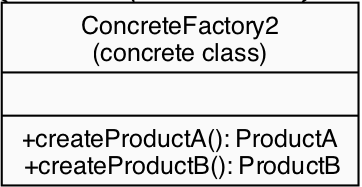 ConcreteFactory2
(concrete class)
+createProductA(): ProductA
+createProductB(): ProductB